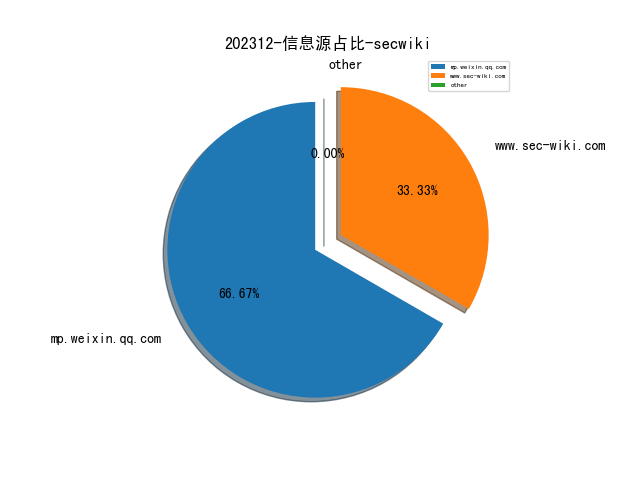 202312-信息源占比-secwiki
other
mp.weixin.qq.com
www.sec-wiki.com
other
www.sec-wiki.com
0.00%
33.33%
66.67%
mp.weixin.qq.com